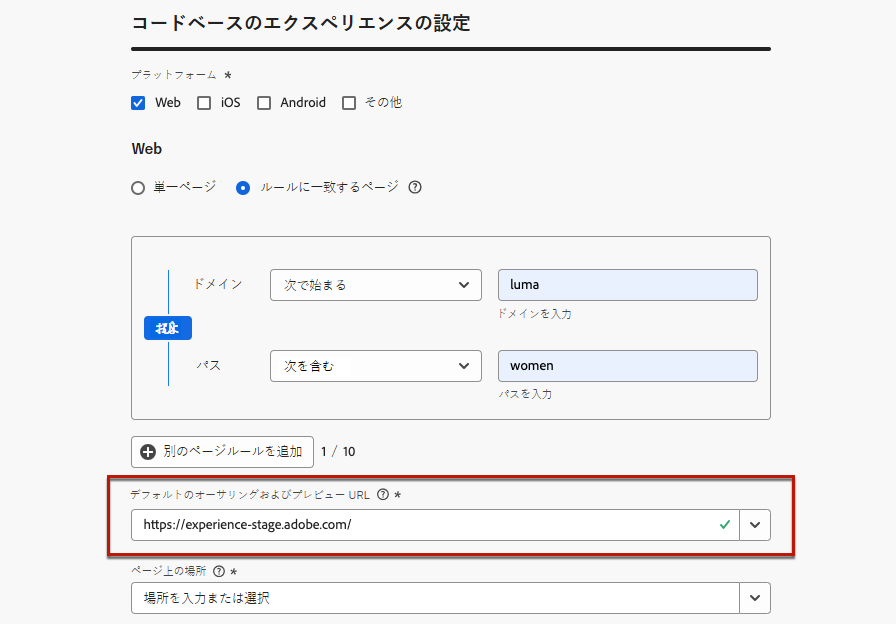 コードベースのエクスペリエンスの設定
プラットフォーム *
Web iOS Android その他
Web
単一ページ ルールに一致するページ
ドメイン 次で始まる luma
ドメインを入力
パス 次を含む women
パスを入力
別のページルールを追加 1 / 10
デフォルトのオーサリングおよびプレビュー URL *
https://experience-stage.adobe.com/
ページ上の場所 *
場所を入力または選択